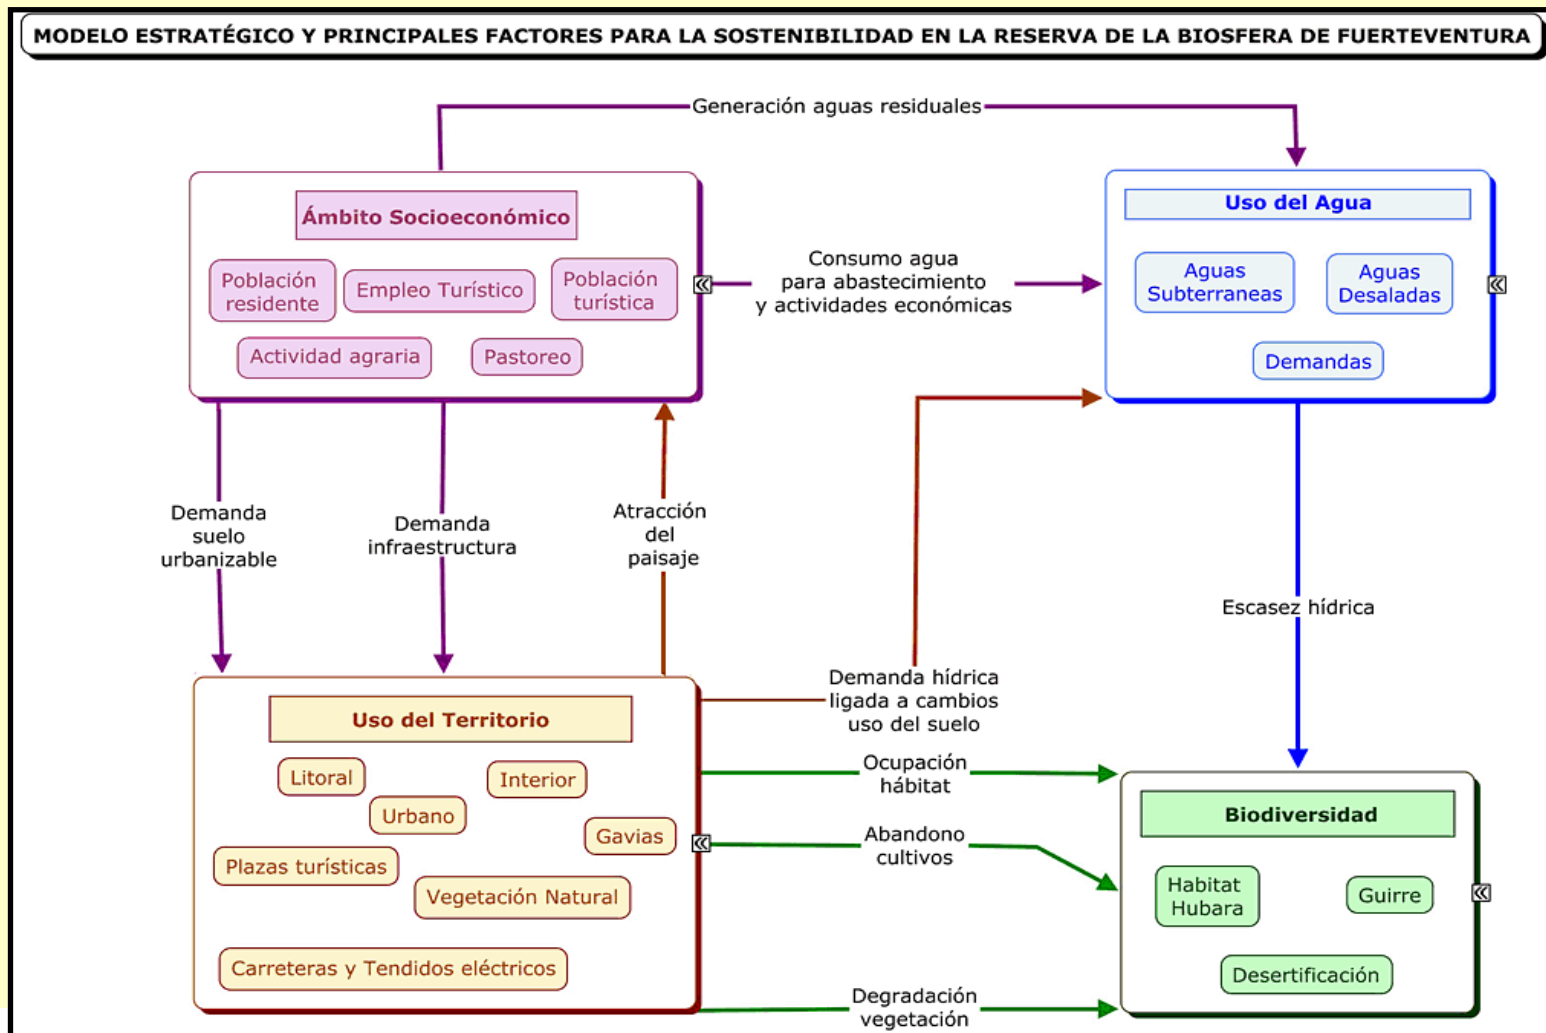 MODELO ESTRATÉGICO Y PRINCIPALES FACTORES PARA LA SOSTENIBILIDAD EN LA RESERVA DE LA BIOSFERA DE FUERTEVENTURA
Generación aguas residuales
Ámbito Socioeconómico
Población
residente
Empleo Turístico
Población
turística
Actividad agraria
Pastoreo
Consumo agua
para abastecimiento
y actividades económicas
Uso del Agua
Aguas
Subterraneas
Aguas
Desaladas
Demandas
Demanda
suelo
urbanizable
Demanda
infraestructura
Atracción
del
paisaje
Escasez hídrica
Demanda hídrica
ligada a cambios
uso del suelo
Uso del Territorio
Litoral
Interior
Urbano
Gavias
Plazas turísticas
Vegetación Natural
Carreteras y Tendidos eléctricos
Ocupación
hábitat
Abandono
cultivos
Degradación
vegetación
Biodiversidad
Habitat
Hubara
Guirre
Desertificación